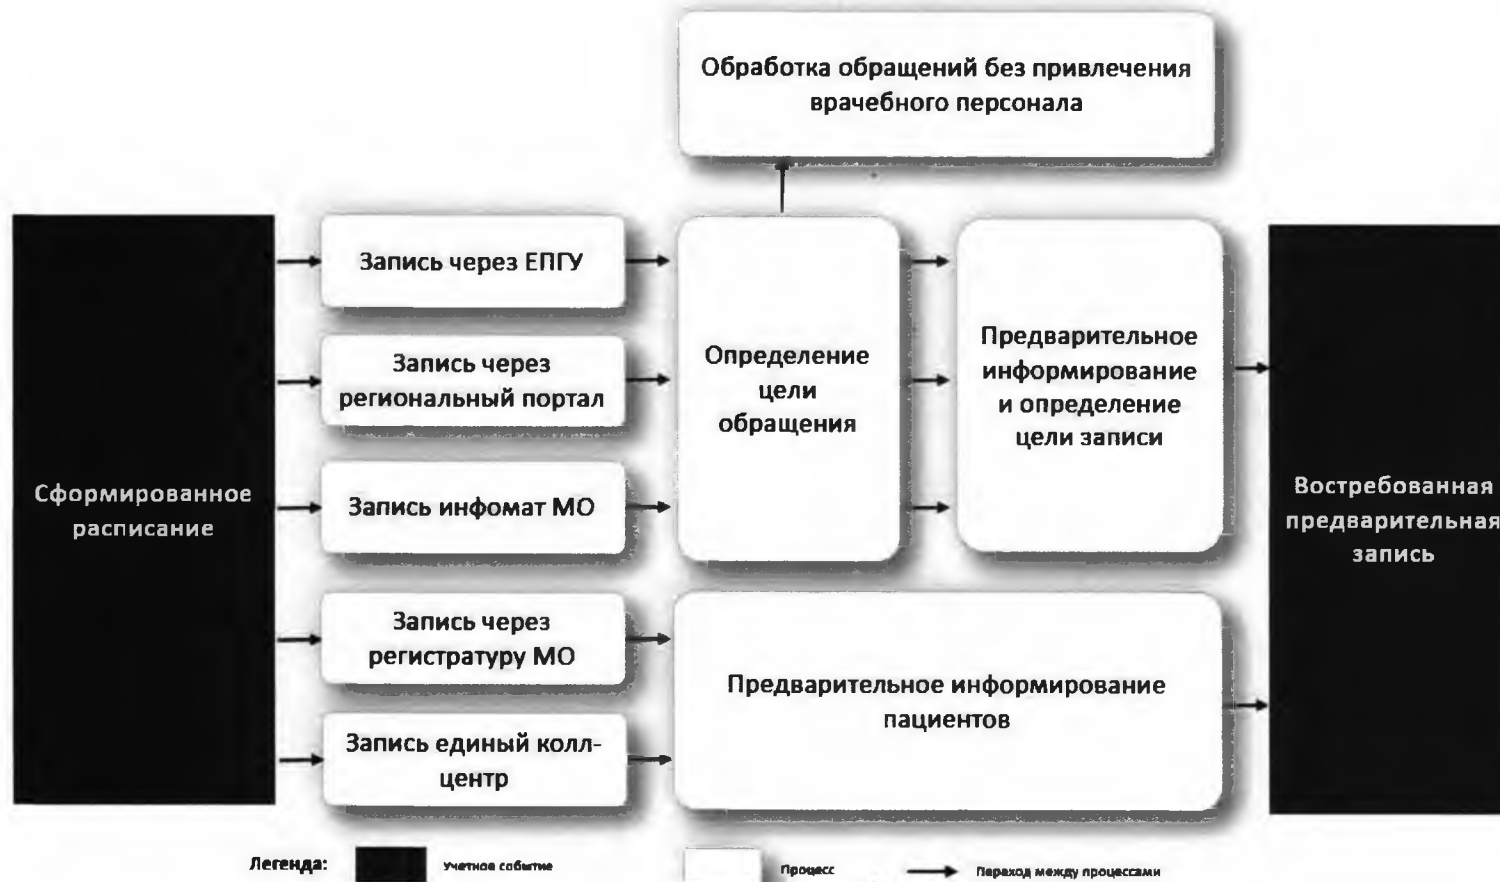 Обработка обращений без привлечения
врачебного персонала
Сформированное
расписание
Запись через ЕПГУ
Запись через
региональный портал
Запись инфомат МО
Запись через
регистратуру МО
Запись единый колл-
центр
Определение
цели
обращения
Предварительное
информирование
и определение
цели записи
Предварительное информирование
пациентов
Востребованная
предварительная
запись
Легенда:
Учетное событие
Процесс
Переход между процессами